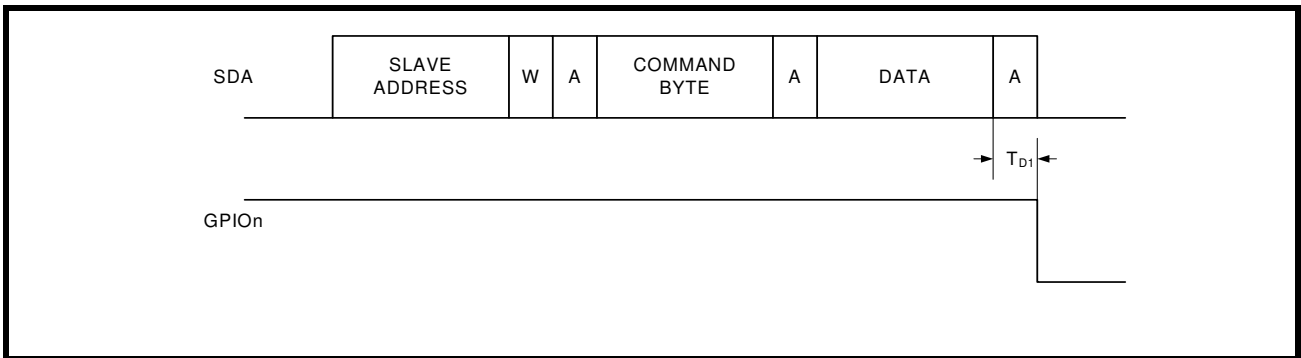 SDA
SLAVE
ADDRESS
W
A
COMMAND
BYTE
A
DATA
A
TD1
GPIOn